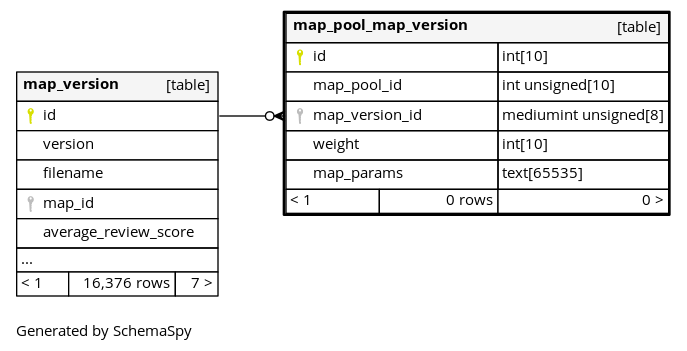 map_pool_map_version [table]
id int[10]
map_pool_id int unsigned[10]
map_version_id mediumint unsigned[8]
weight int[10]
map_params text[65535]
< 1 0 rows 0 >
map_version [table]
id
version
filename
map_id
average_review_score
...
< 1 16,376 rows 7 >
Generated by SchemaSpy